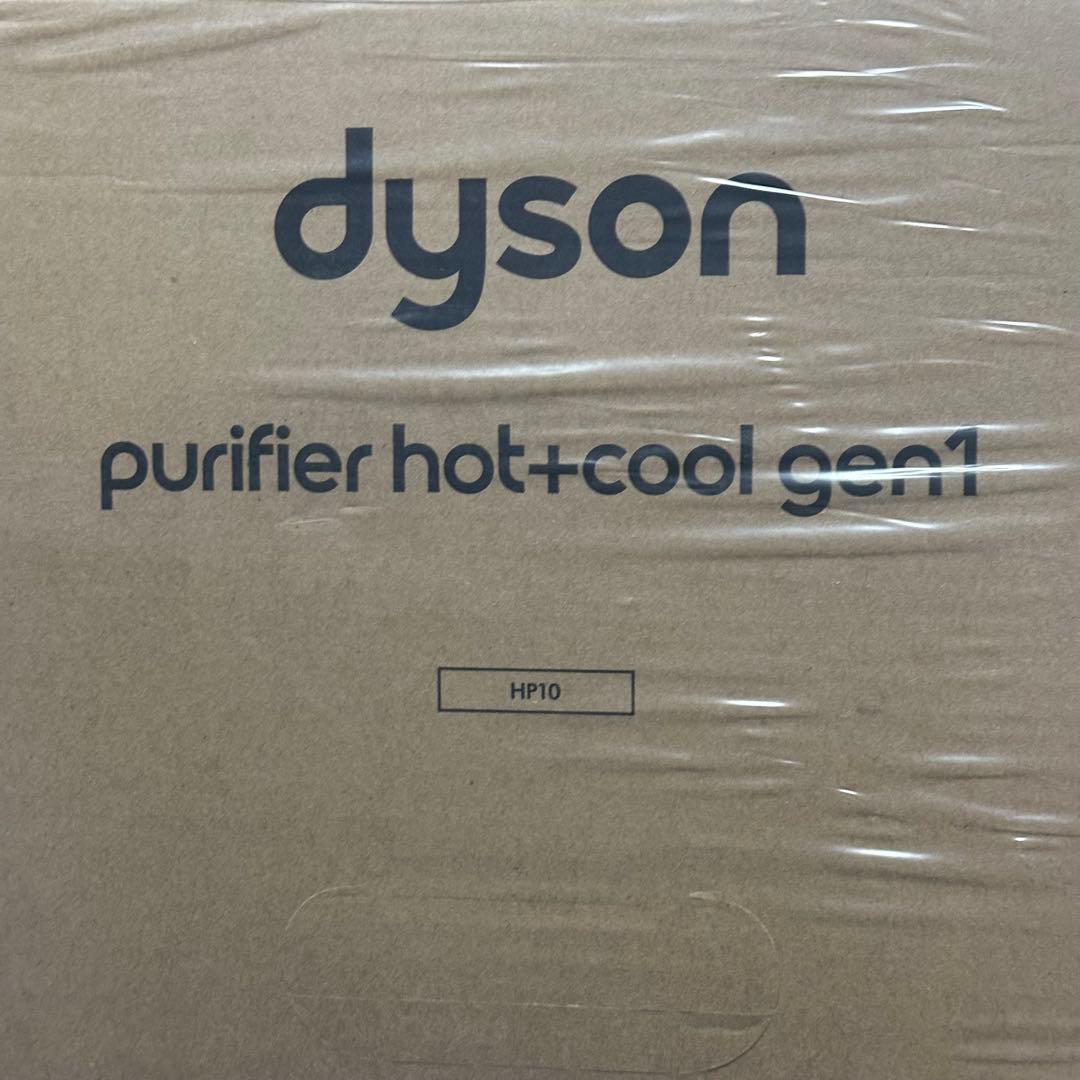 dyson
purifier hot+cool gen1
HP10